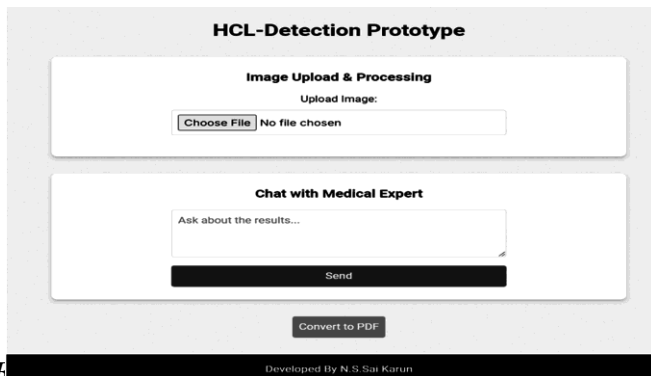 HCL-Detection Prototype
Image Upload & Processing
Upload Image:
Choose File No file chosen
Chat with Medical Expert
Ask about the results...
Send
Convert to PDF
Developed By N.S.Sai Karun